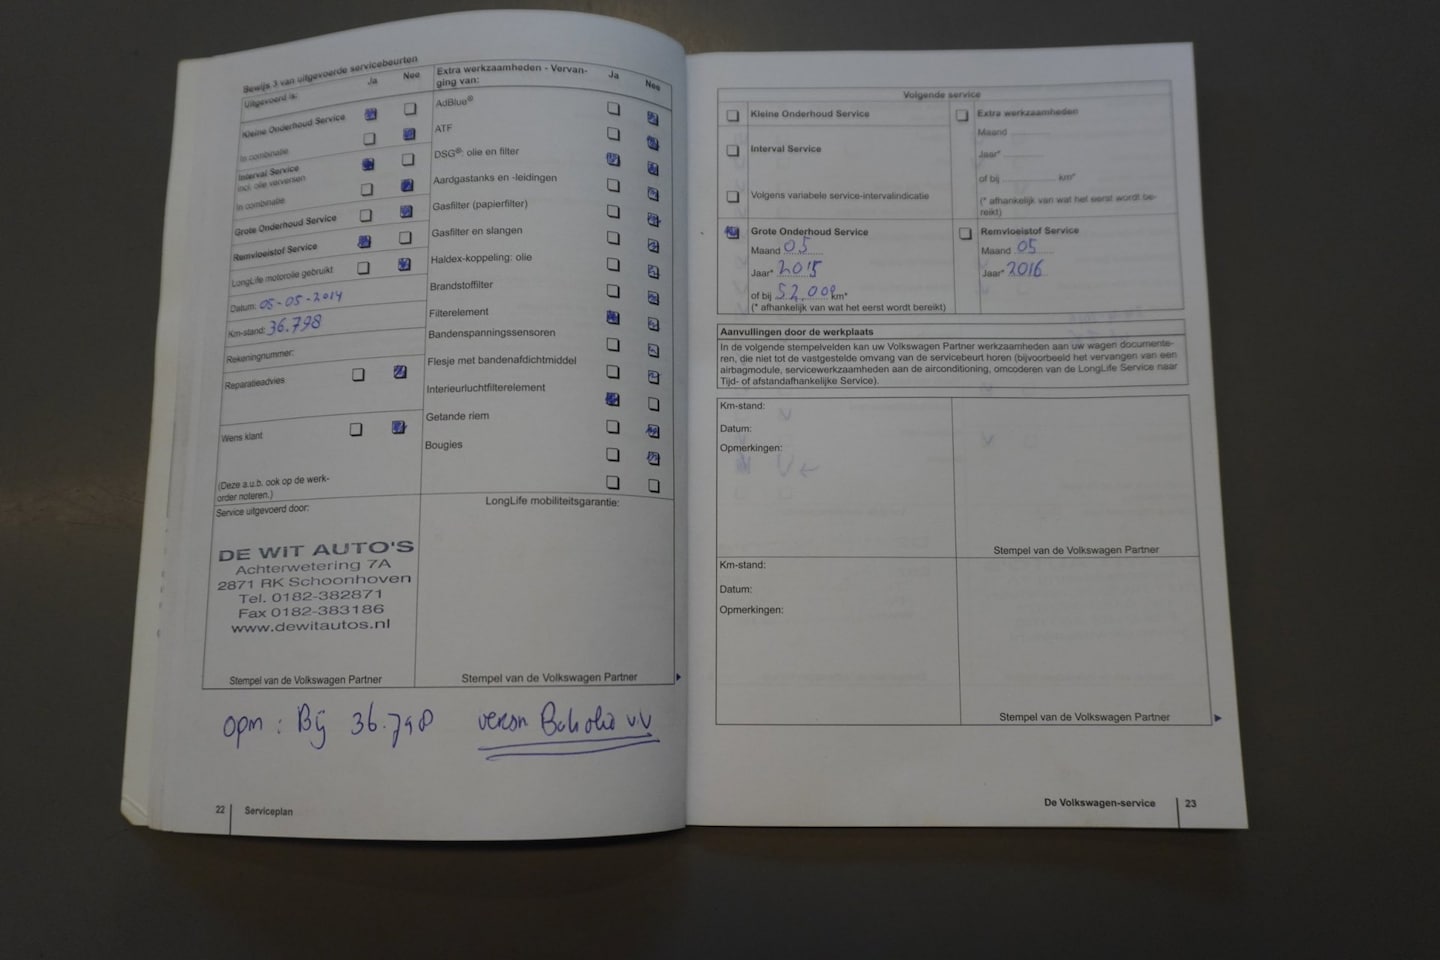 Bewijs 3 van uitgevoerde servicebeurten
Uitgevoerd is: Ja Nee
Kleine Onderhoud Service
In combinatie
Interval Service
incl. olie verversen
In combinatie
Grote Onderhoud Service
Remvloeistof Service
LongLife motorolie gebruikt
Datum: 05-05-2014
Km-stand: 36.798
Rekeningnummer:
Reparatieadvies
Wens klant
(Deze a.u.b. ook op de werk-
order noteren.)
Service uitgevoerd door:
DE WIT AUTO'S
Achterwetering 7A
2871 RK Schoonhoven
Tel. 0182-382871
Fax 0182-383186
www.dewitautos.nl
Stempel van de Volkswagen Partner
Extra werkzaamheden - Vervan- Ja Nee
ging van:
AdBlue®
ATF
DSG®: olie en filter
Aardgastanks en -leidingen
Gasfilter (papierfilter)
Gasfilter en slangen
Haldex-koppeling: olie
Brandstoffilter
Filterelement
Bandenspanningssensoren
Flesje met bandenafdichtmiddel
Interieurluchtfilterelement
Getande riem
Bougies
LongLife mobiliteitsgarantie:
Stempel van de Volkswagen Partner
opm : Bij 36.798
22 Serviceplan
Volgende service
Kleine Onderhoud Service
Interval Service
Volgens variabele service-intervalindicatie
Extra werkzaamheden
Maand
Jaar*
of bij km*
(* afhankelijk van wat het eerst wordt be-
reikt)
Grote Onderhoud Service
Maand 05
Jaar* 2015
of bij 52.000 km*
(* afhankelijk van wat het eerst wordt bereikt)
Remvloeistof Service
Maand 05
Jaar* 2016
Aanvullingen door de werkplaats
In de volgende stempelvelden kan uw Volkswagen Partner werkzaamheden aan uw wagen documente-
ren, die niet tot de vastgestelde omvang van de servicebeurt horen (bijvoorbeeld het vervangen van een
airbagmodule, servicewerkzaamheden aan de airconditioning, omcoderen van de LongLife Service naar
Tijd- of afstandafhankelijke Service).
Km-stand:
Datum:
Opmerkingen:
Stempel van de Volkswagen Partner
Km-stand:
Datum:
Opmerkingen:
Stempel van de Volkswagen Partner
De Volkswagen-service 23